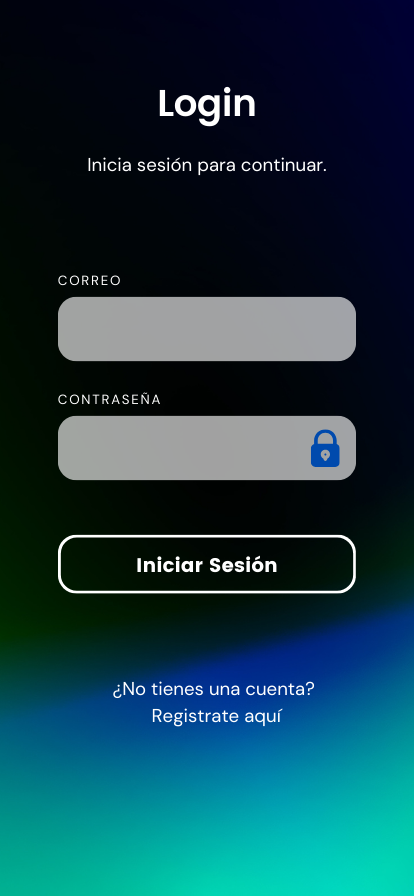 Login
Inicia sesión para continuar.
CORREO
CONTRASEÑA
Iniciar Sesión
¿No tienes una cuenta?
Registrate aquí